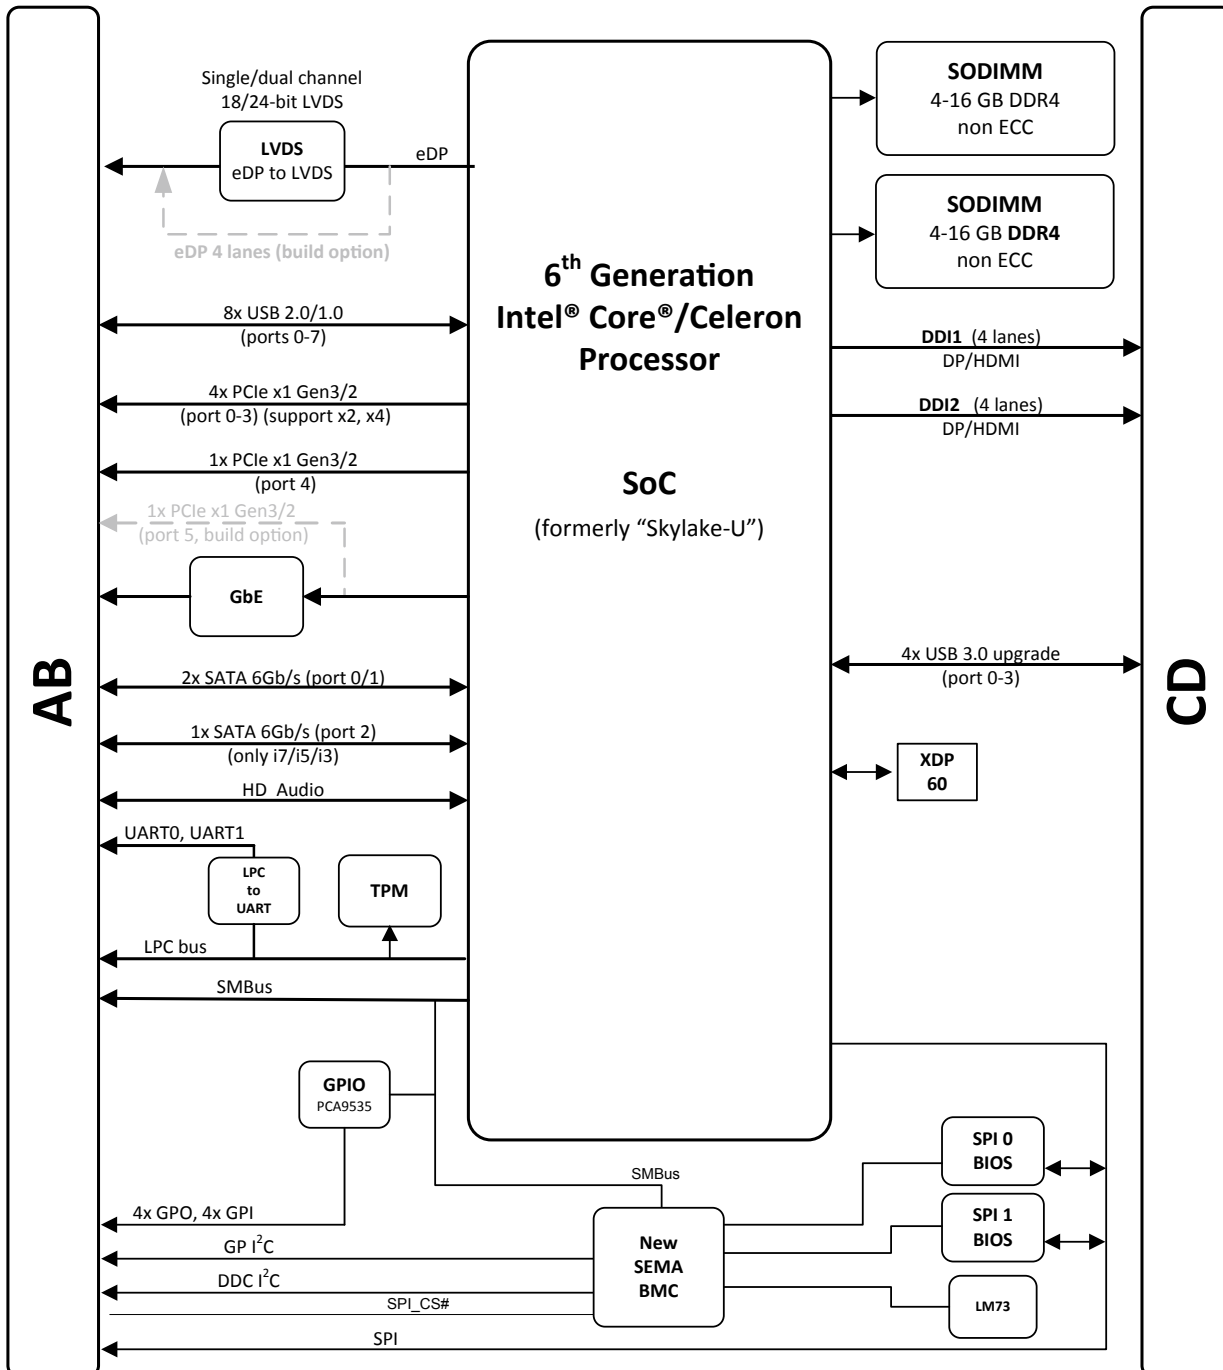 AB
Single/dual channel
18/24-bit LVDS
LVDS
eDP to LVDS
eDP
eDP 4 lanes (build option)
8x USB 2.0/1.0
(ports 0-7)
4x PCIe x1 Gen3/2
(port 0-3) (support x2, x4)
1x PCIe x1 Gen3/2
(port 4)
1x PCIe x1 Gen3/2
(port 5, build option)
GbE
2x SATA 6Gb/s (port 0/1)
1x SATA 6Gb/s (port 2)
(only i7/i5/i3)
HD Audio
UART0, UART1
LPC
to
UART
TPM
LPC bus
SMBus
GPIO
PCA9535
4x GPO, 4x GPI
GP I²C
DDC I²C
SPI_CS#
SPI
6th Generation
Intel® Core®/Celeron
Processor
SoC
(formerly “Skylake-U”)
SMBus
New
SEMA
BMC
SODIMM
4-16 GB DDR4
non ECC
SODIMM
4-16 GB DDR4
non ECC
DDI1 (4 lanes)
DP/HDMI
DDI2 (4 lanes)
DP/HDMI
4x USB 3.0 upgrade
(port 0-3)
XDP
60
SPI 0
BIOS
SPI 1
BIOS
LM73
CD